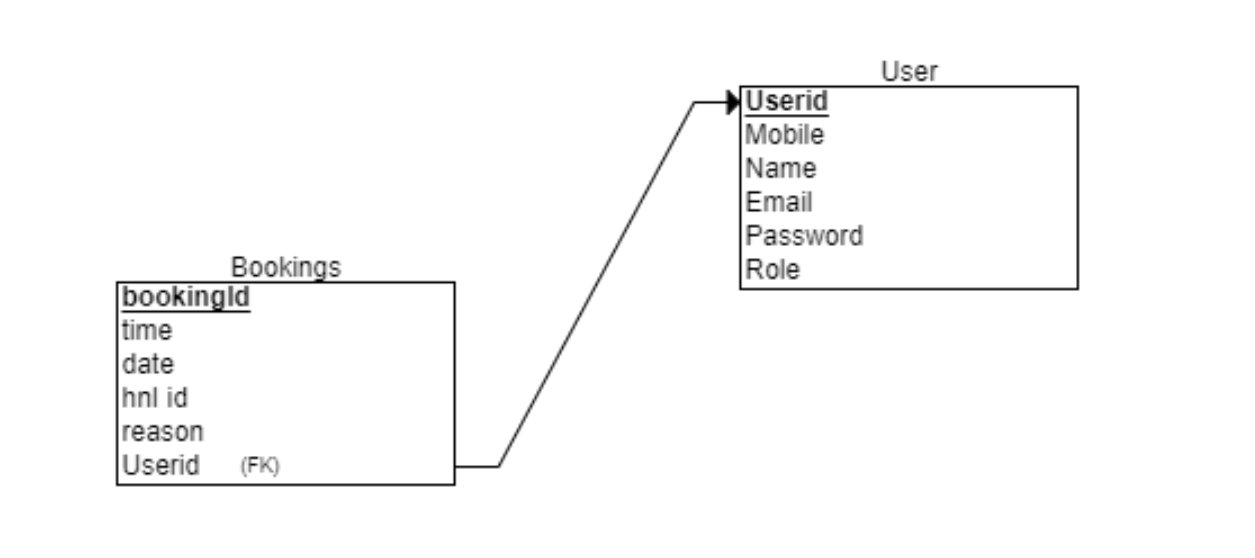 User
Userid
Mobile
Name
Email
Password
Role
Bookings
bookingId
time
date
hnl id
reason
Userid (FK)